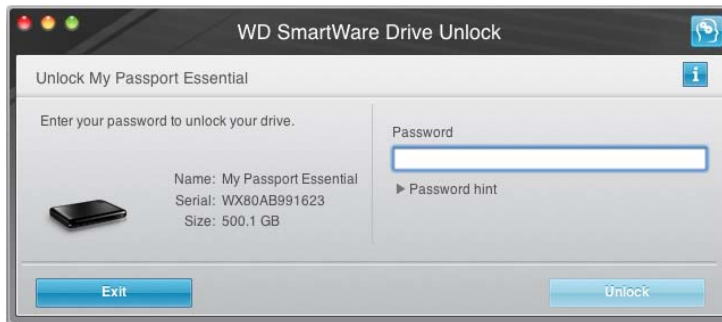 WD SmartWare Drive Unlock
Unlock My Passport Essential
i
Enter your password to unlock your drive.
Name: My Passport Essential
Serial: WX80AB991623
Size: 500.1 GB
Password
Password hint
Exit
Unlock